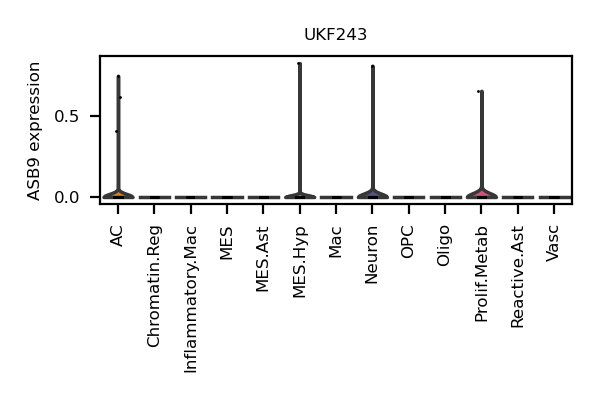 UKF243
ASB9 expression
0.5
0.0
AC
Chromatin.Reg
Inflammatory.Mac
MES
MES.Ast
MES.Hyp
Mac
Neuron
OPC
Oligo
Prolif.Metab
Reactive.Ast
Vasc